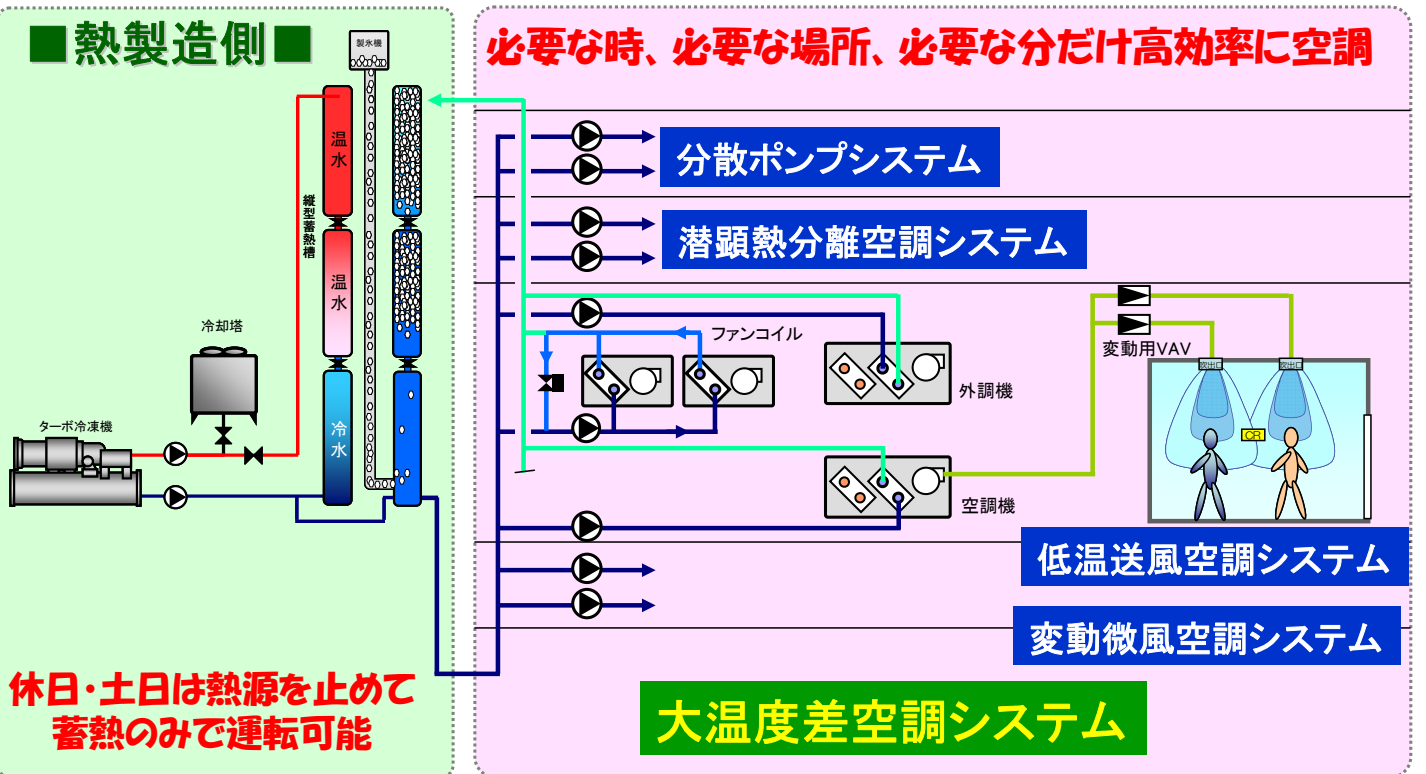 ■熱製造側■
製氷機
温水
温水
冷水
縦型蓄熱槽
冷却塔
ターボ冷凍機
休日・土日は熱源を止めて
蓄熱のみで運転可能
必要な時、必要な場所、必要な分だけ高効率に空調
分散ポンプシステム
潜顕熱分離空調システム
ファンコイル
外調機
変動用VAV
吹出口
吹出口
CR
空調機
低温送風空調システム
変動微風空調システム
大温度差空調システム